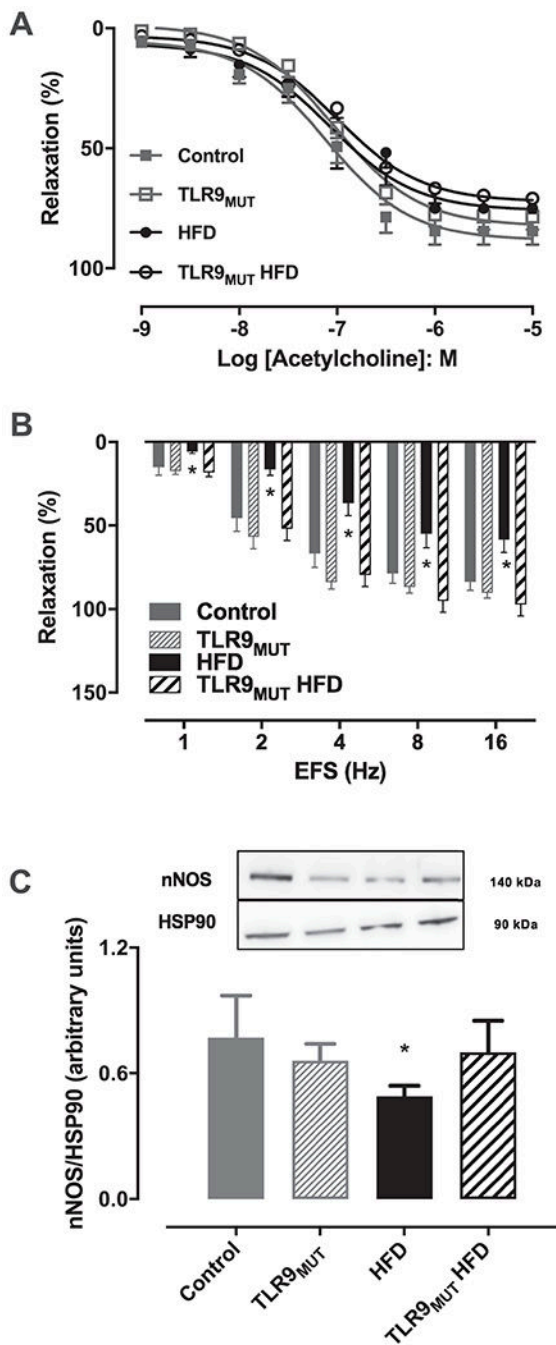 A
0
50
100
Relaxation (%)
Control
TLR9MUT
HFD
TLR9MUT HFD
-9 -8 -7 -6 -5
Log [Acetylcholine]: M
B
0
50
100
150
Relaxation (%)
* * * * *
Control
TLR9MUT
HFD
TLR9MUT HFD
1 2 4 8 16
EFS (Hz)
C
nNOS 140 kDa
HSP90 90 kDa
1.2
0.6
0.0
nNOS/HSP90 (arbitrary units)
*
Control
TLR9MUT
HFD
TLR9MUT HFD